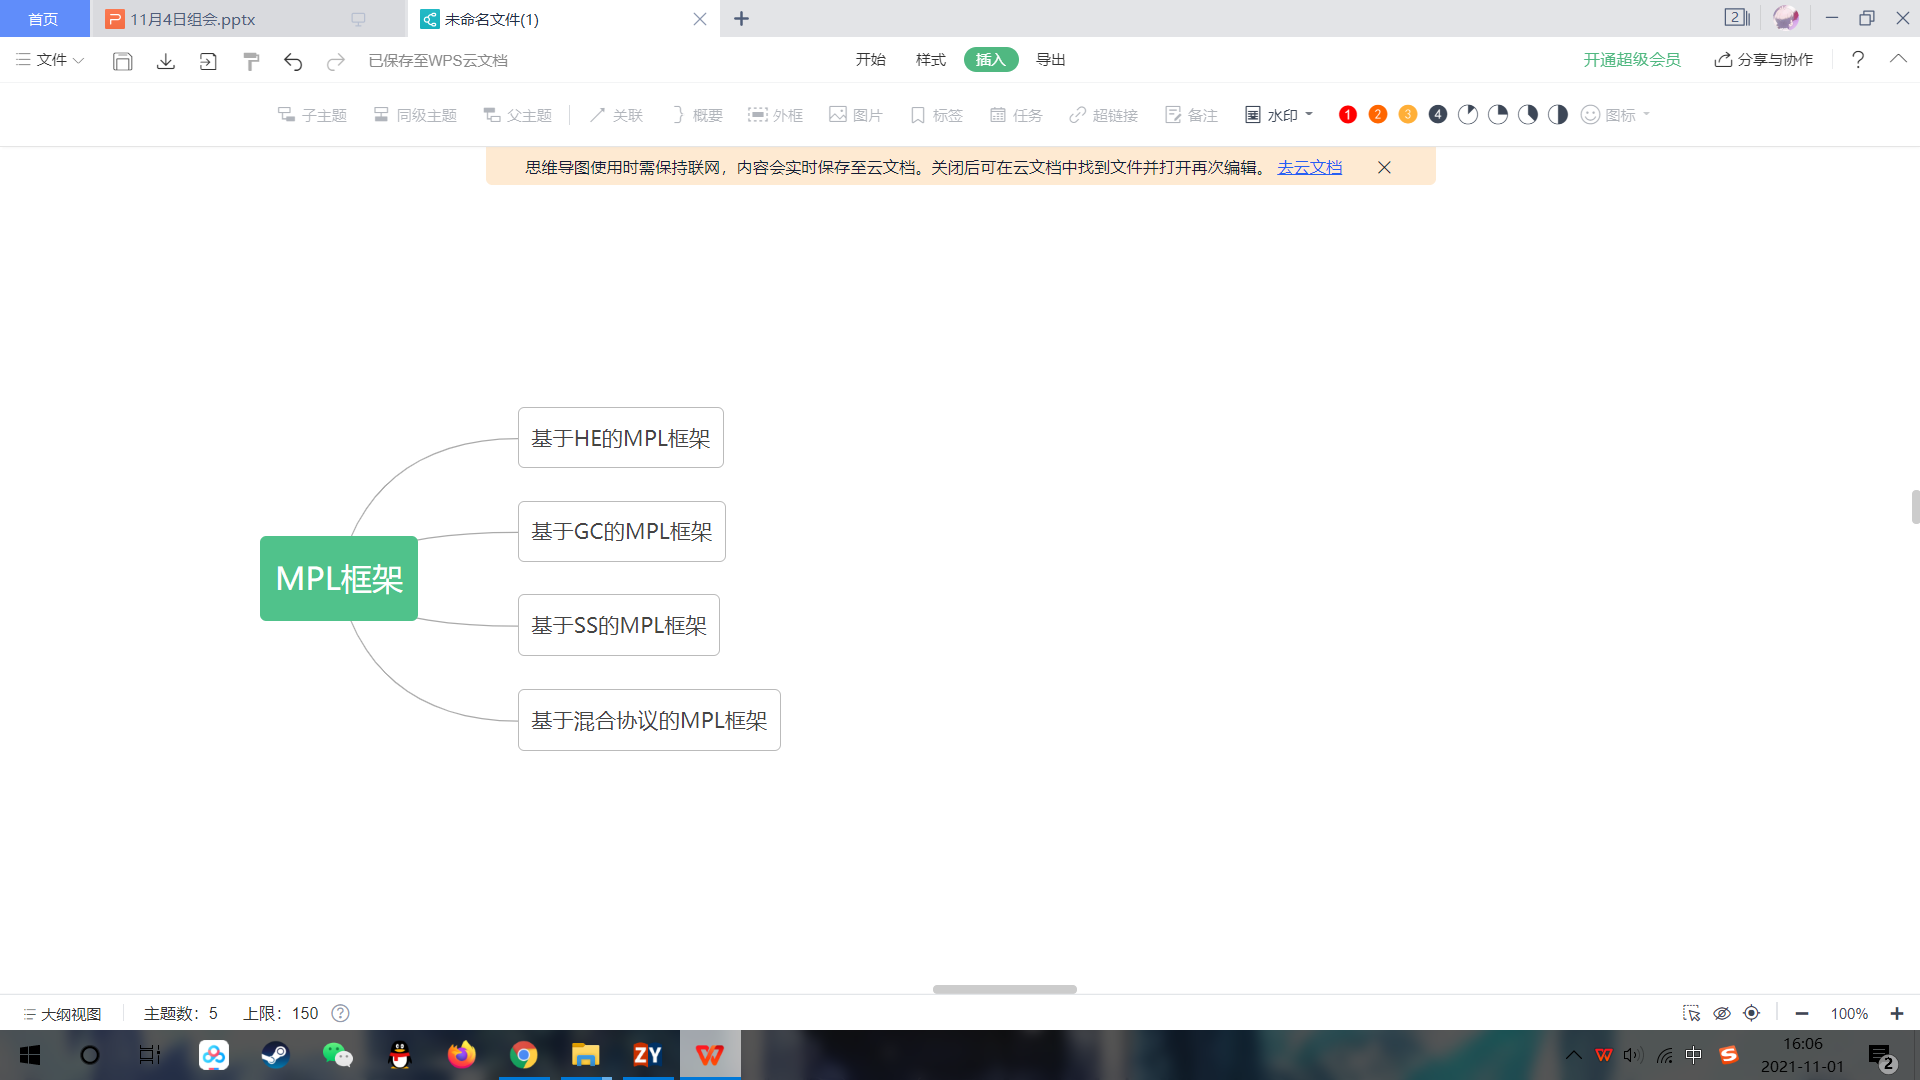 首页
11月4日组会.pptx
未命名文件(1)
2
文件
已保存至WPS云文档
开始
样式
插入
导出
开通超级会员
分享与协作
?
子主题
同级主题
父主题
关联
概要
外框
图片
标签
任务
超链接
备注
水印
1
2
3
4
图标
思维导图使用时需保持联网，内容会实时保存至云文档。关闭后可在云文档中找到文件并打开再次编辑。 去云文档
基于HE的MPL框架
基于GC的MPL框架
MPL框架
基于SS的MPL框架
基于混合协议的MPL框架
大纲视图
主题数：5
上限：150
?
100%
ZY
中
16:06
2021-11-01
2